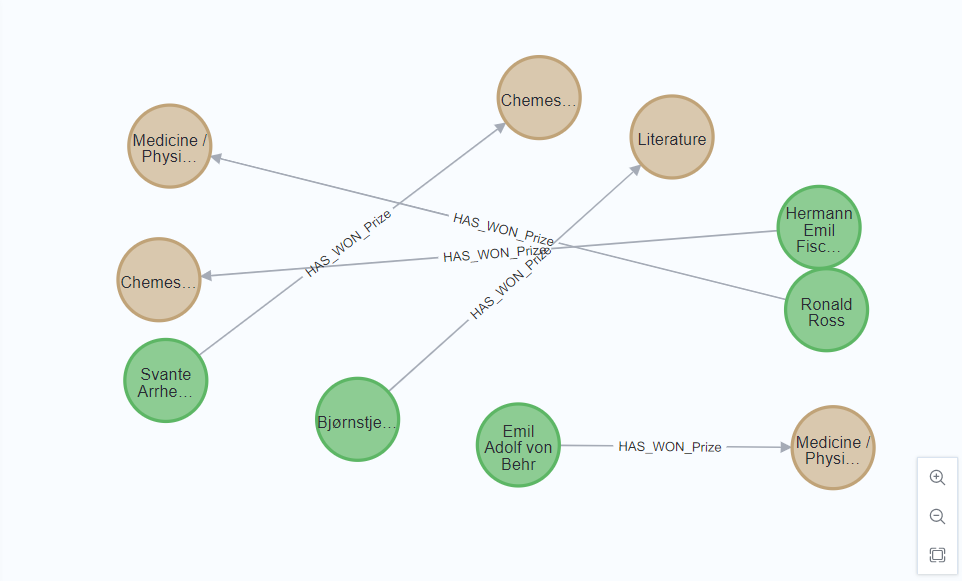 Chemes...
Literature
Medicine /
Physi...
HAS_WON_Prize
HAS_WON_Prize
HAS_WON_Prize
HAS_WON_Prize
Hermann
Emil
Fisc...
Chemes...
Ronald
Ross
Svante
Arrhe...
Bjørnstje...
Emil
Adolf von
Behr
HAS_WON_Prize
Medicine /
Physi...